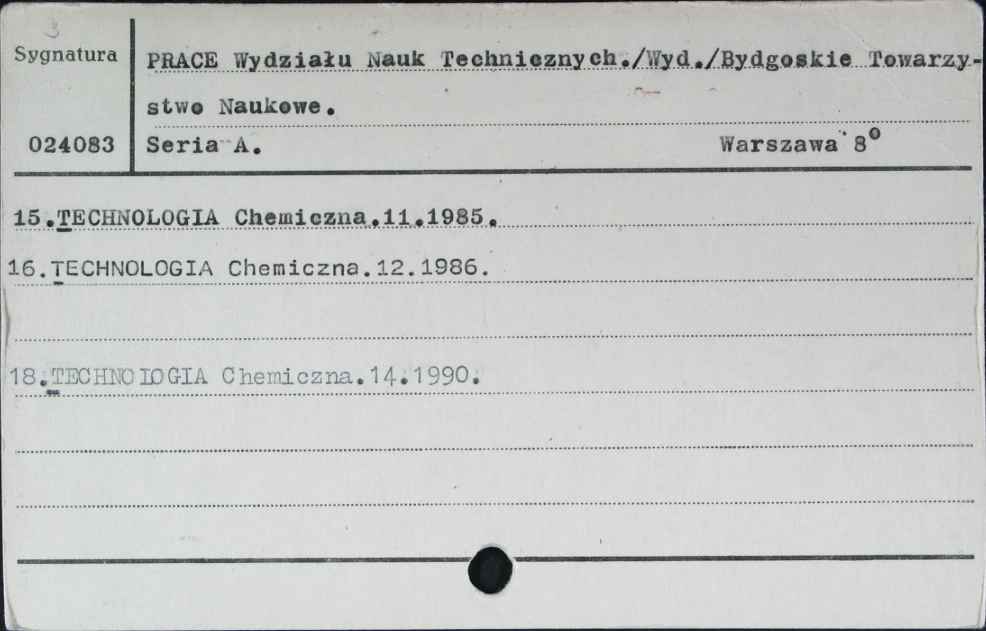 3
Sygnatura
PRACE Wydziału Nauk Technicznych./Wyd./Bydgoskie Towarzy-
stwo Naukowe.
024083
Seria A. Warszawa 8°
15.TECHNOLOGIA Chemiczna.11.1985.
16.TECHNOLOGIA Chemiczna.12.1986.
18.TECHNOLOGIA Chemiczna.14.1990.